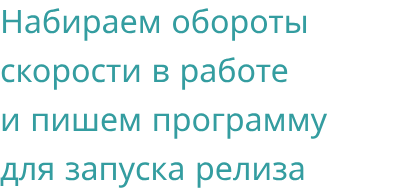 Набираем обороты
скорости в работе
и пишем программу
для запуска релиза